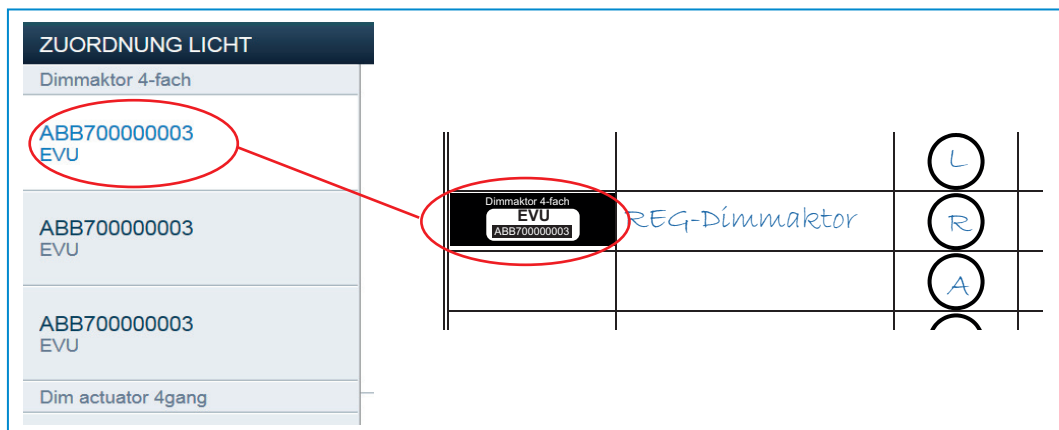 ZUORDNUNG LICHT
Dimmaktor 4-fach
ABB700000003
EVU
ABB700000003
EVU
ABB700000003
EVU
Dim actuator 4gang
L
Dimmaktor 4-fach
EVU
ABB700000003
REG-Dimmaktor
R
A